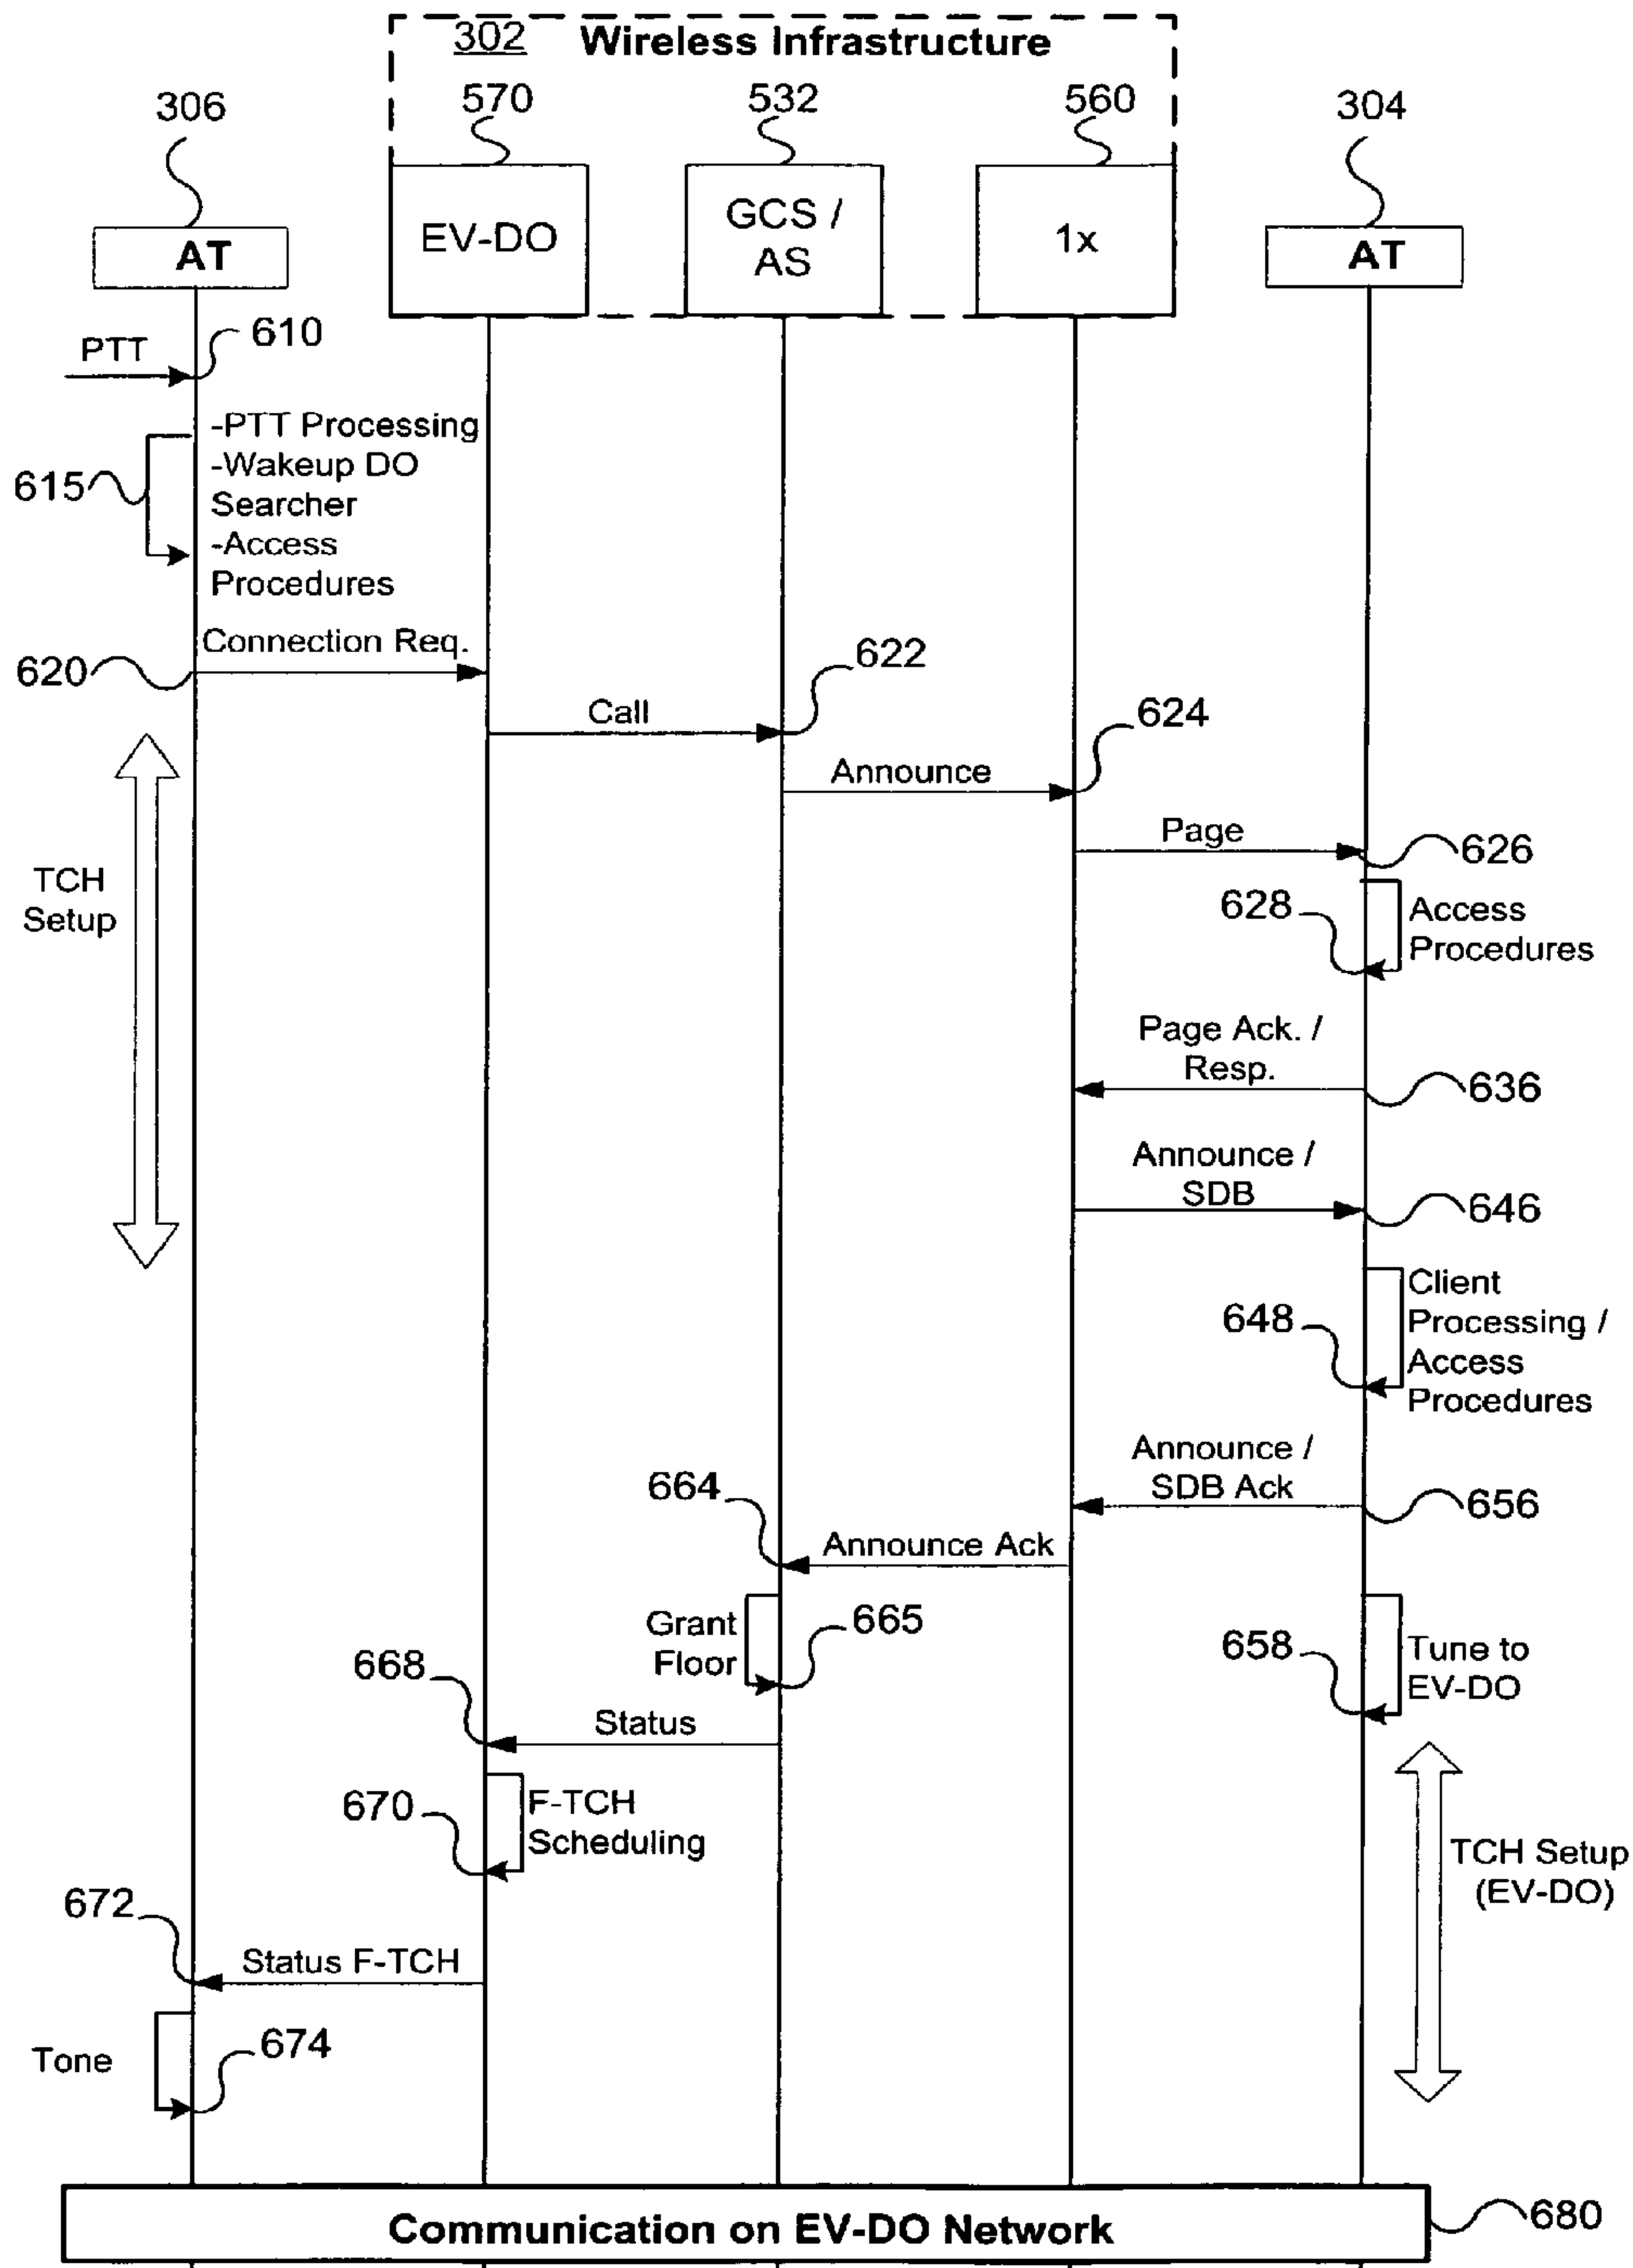 302 Wireless Infrastructure
306
570
532
560
304
AT
EV-DO
GCS /
AS
1x
AT
PTT
610
-PTT Processing
-Wakeup DO
Searcher
-Access
Procedures
615
Connection Req.
620
622
Call
624
Announce
Page
626
TCH
Setup
628
Access
Procedures
Page Ack. /
Resp.
636
Announce /
SDB
646
Client
Processing /
Access
Procedures
648
Announce /
SDB Ack
656
664
Announce Ack
Grant
Floor
665
658
Tune to
EV-DO
668
Status
670
F-TCH
Scheduling
TCH Setup
(EV-DO)
672
Status F-TCH
Tone
674
Communication on EV-DO Network
680